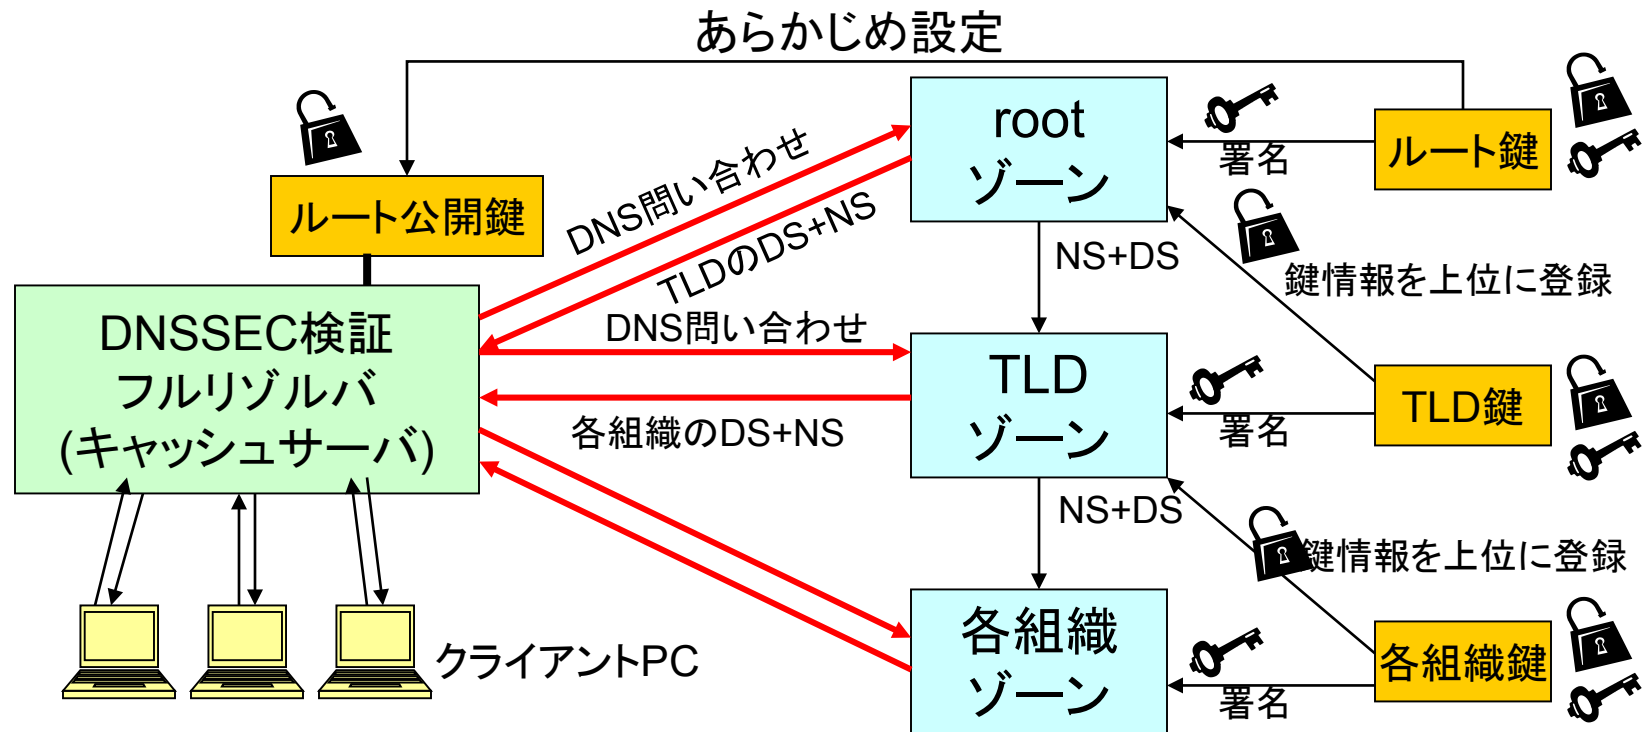 あらかじめ設定
root
ゾーン
署名
ルート鍵
ルート公開鍵
DNS問い合わせ
TLDのDS+NS
NS+DS
鍵情報を上位に登録
DNSSEC検証
フルリゾルバ
(キャッシュサーバ)
DNS問い合わせ
各組織のDS+NS
TLD
ゾーン
署名
TLD鍵
NS+DS
鍵情報を上位に登録
各組織
ゾーン
署名
各組織鍵
クライアントPC